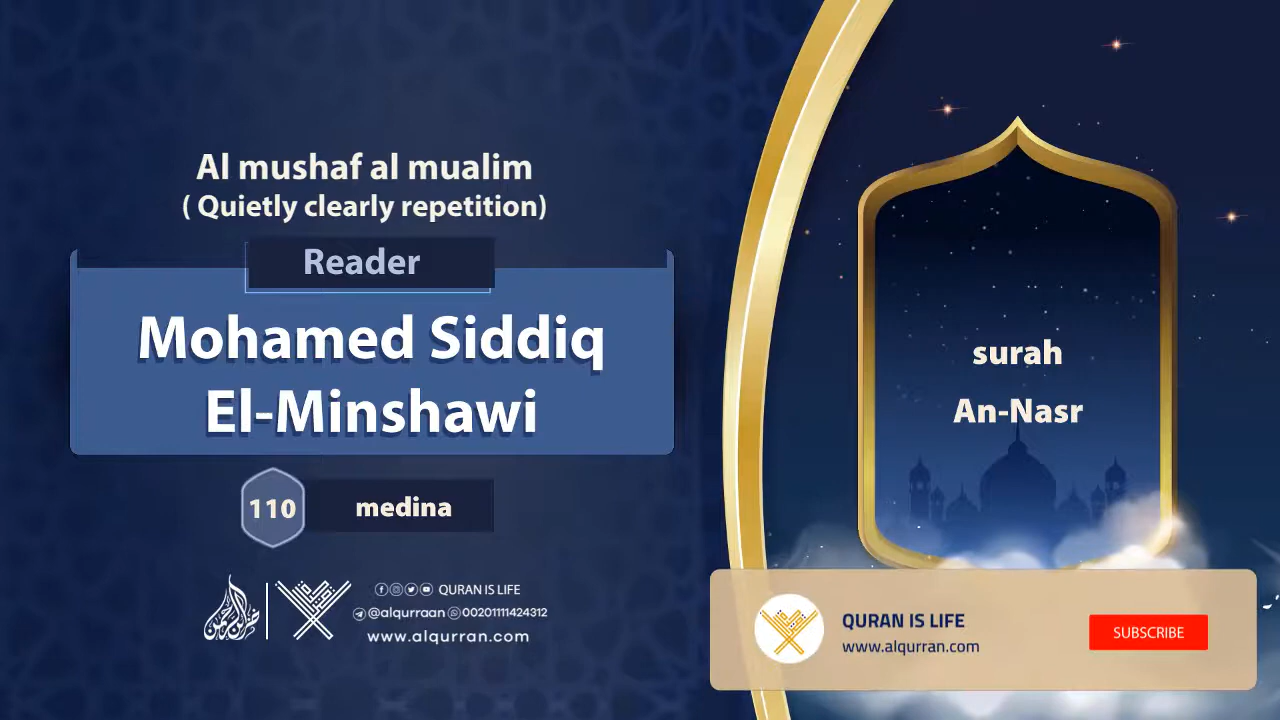 Al mushaf al mualim
( Quietly clearly repetition)
Reader
Mohamed Siddiq
El-Minshawi
110
medina
QURAN IS LIFE
@alqurraan 00201111424312
www.alqurran.com
surah
An-Nasr
QURAN IS LIFE
www.alqurran.com
SUBSCRIBE